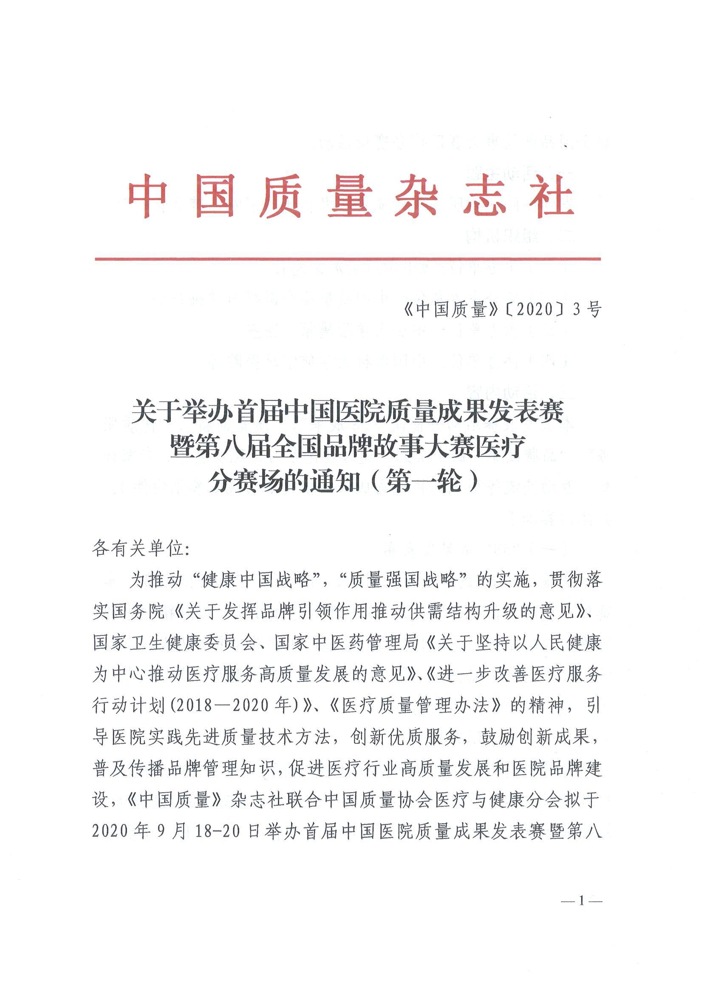 中国质量杂志社
《中国质量》〔2020〕3号
关于举办首届中国医院质量成果发表赛
暨第八届全国品牌故事大赛医疗
分赛场的通知（第一轮）
各有关单位:
为推动“健康中国战略”，“质量强国战略”的实施，贯彻落
实国务院《关于发挥品牌引领作用推动供需结构升级的意见》、
国家卫生健康委员会、国家中医药管理局《关于坚持以人民健康
为中心推动医疗服务高质量发展的意见》、《进一步改善医疗服务
行动计划(2018—2020年)》、《医疗质量管理办法》的精神，引
导医院实践先进质量技术方法，创新优质服务，鼓励创新成果，
普及传播品牌管理知识，促进医疗行业高质量发展和医院品牌建
设，《中国质量》杂志社联合中国质量协会医疗与健康分会拟于
2020年9月18-20日举办首届中国医院质量成果发表赛暨第八
—1—